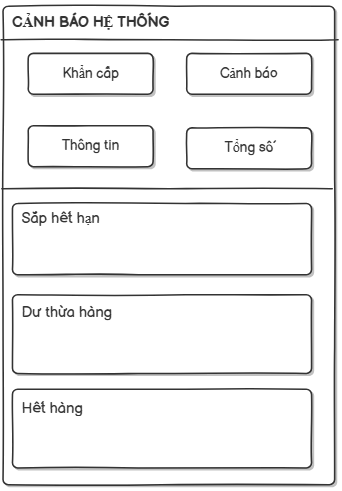 CẢNH BÁO HỆ THỐNG
Khẩn cấp
Cảnh báo
Thông tin
Tổng số
Sắp hết hạn
Dư thừa hàng
Hết hàng